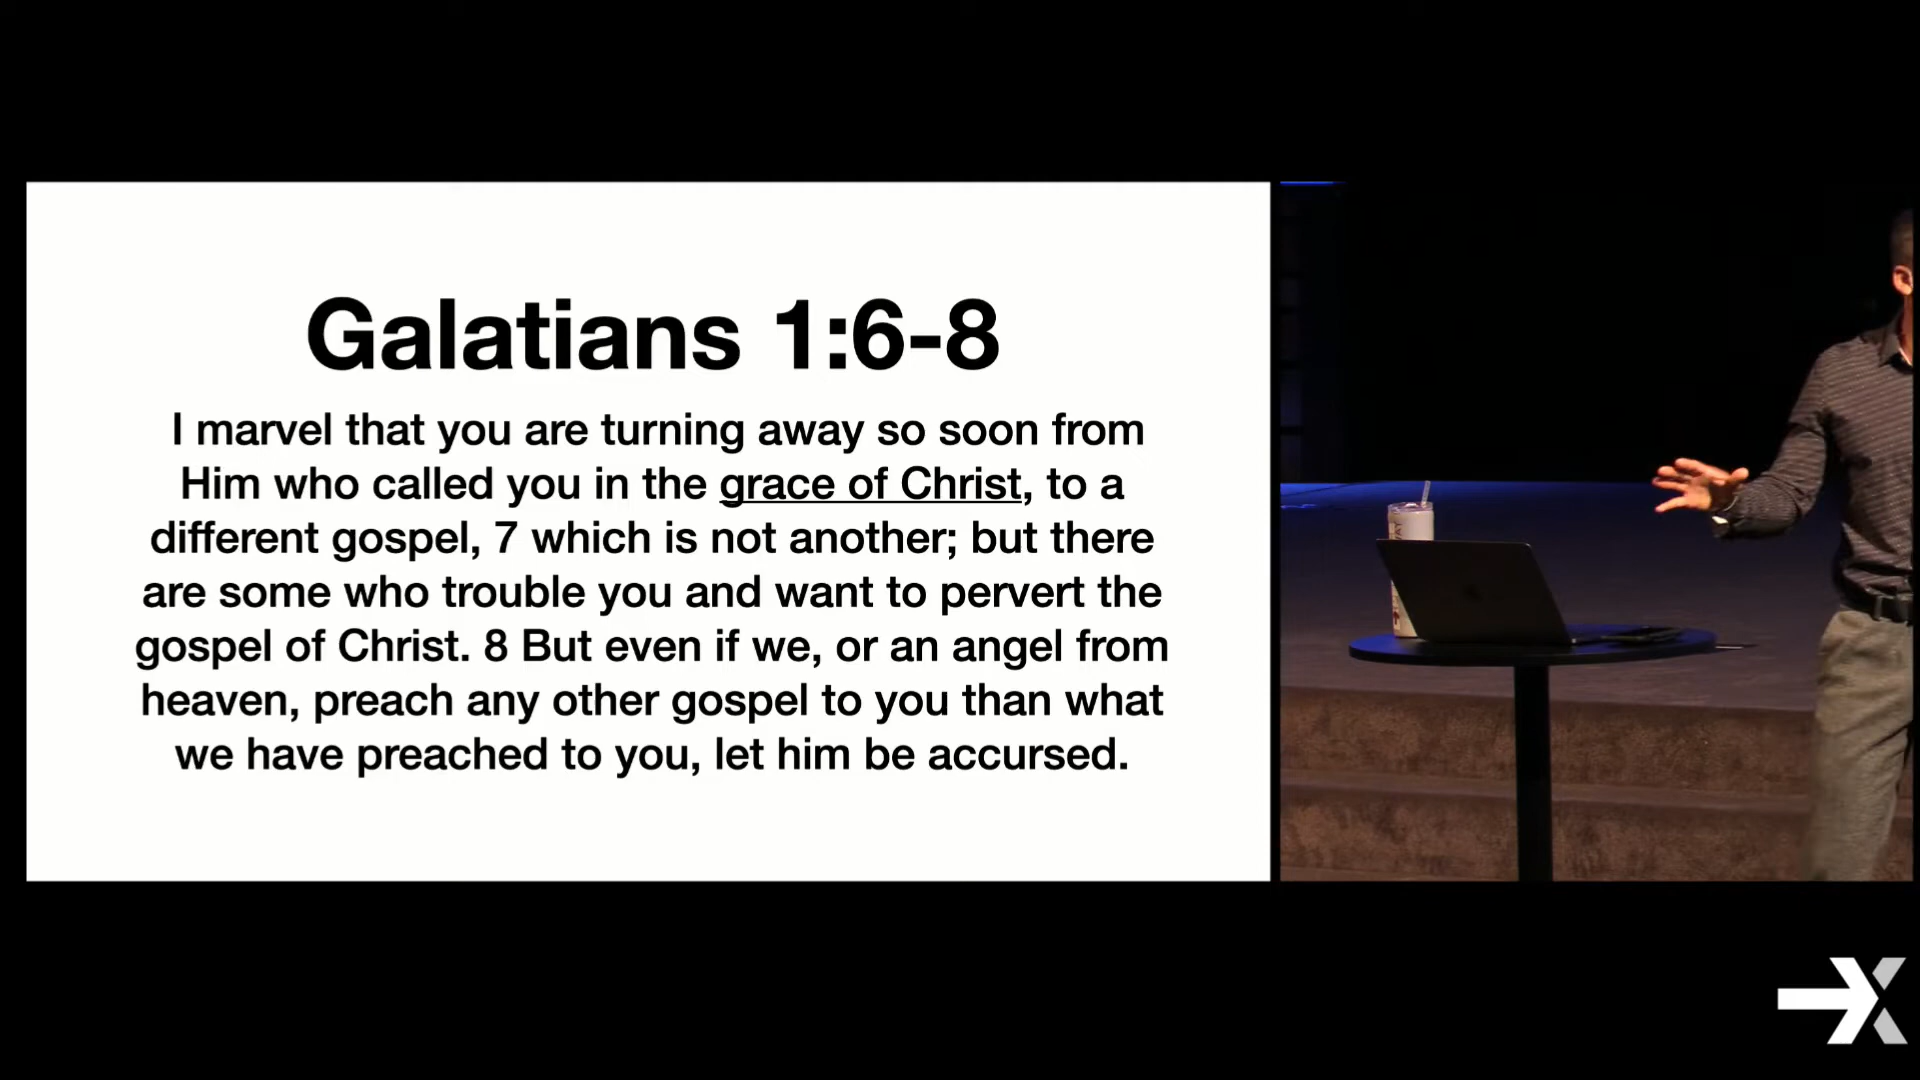 Galatians 1:6-8
I marvel that you are turning away so soon from
Him who called you in the grace of Christ, to a
different gospel, 7 which is not another; but there
are some who trouble you and want to pervert the
gospel of Christ. 8 But even if we, or an angel from
heaven, preach any other gospel to you than what
we have preached to you, let him be accursed.